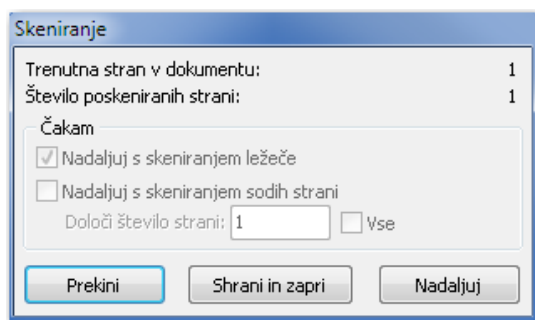 Skeniranje
Trenutna stran v dokumentu: 1
Število poskeniranih strani: 1
Čakam
Nadaljuj s skeniranjem ležeče
Nadaljuj s skeniranjem sodih strani
Določi število strani: 1 Vse
Prekini Shrani in zapri Nadaljuj